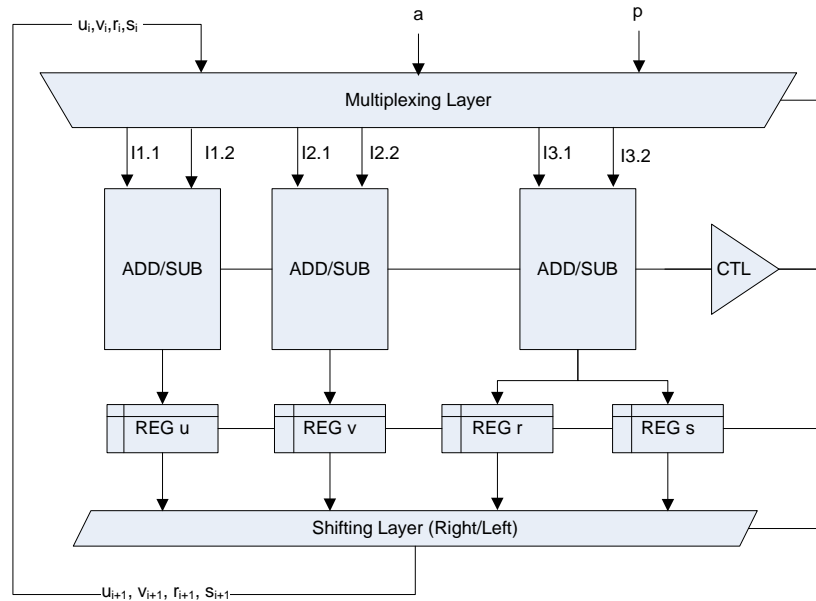 uᵢ,vᵢ,rᵢ,sᵢ
a
p
Multiplexing Layer
I1.1
I1.2
I2.1
I2.2
I3.1
I3.2
ADD/SUB
ADD/SUB
ADD/SUB
CTL
REG u
REG v
REG r
REG s
Shifting Layer (Right/Left)
uᵢ₊₁, vᵢ₊₁, rᵢ₊₁, sᵢ₊₁